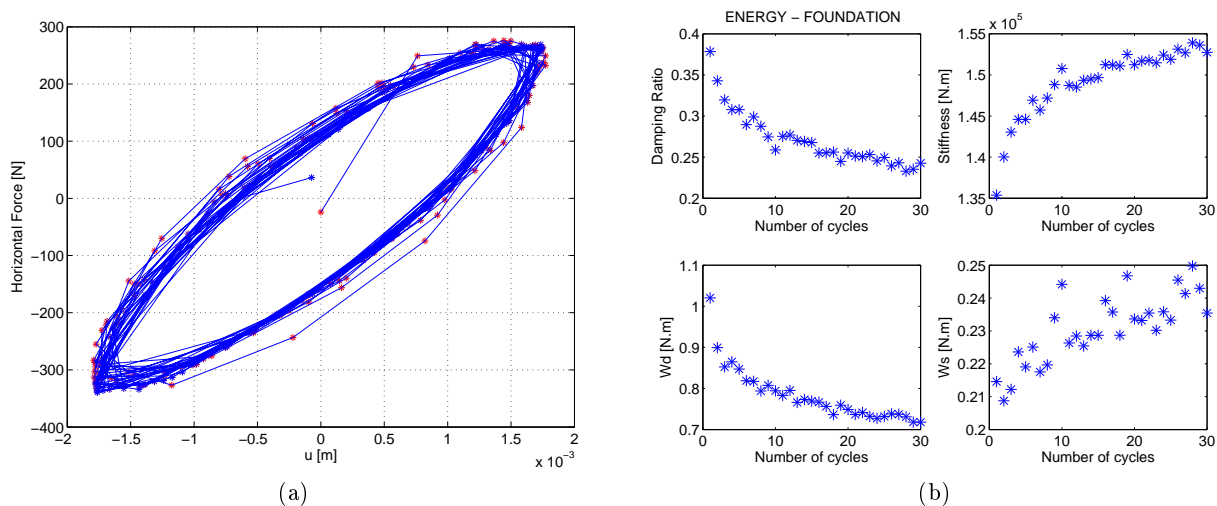 300
200
100
0
−100
−200
−300
−400
Horizontal Force [N]
−2 −1.5 −1 −0.5 0 0.5 1 1.5 2
u [m]
x 10⁻³
(a)
ENERGY − FOUNDATION
0.4
0.35
0.3
0.25
0.2
Damping Ratio
0 10 20 30
Number of cycles
x 10⁵
1.55
1.5
1.45
1.4
1.35
Stiffness [N.m]
0 10 20 30
Number of cycles
1.1
1
0.9
0.8
0.7
Wd [N.m]
0 10 20 30
Number of cycles
0.25
0.24
0.23
0.22
0.21
0.2
Ws [N.m]
0 10 20 30
Number of cycles
(b)